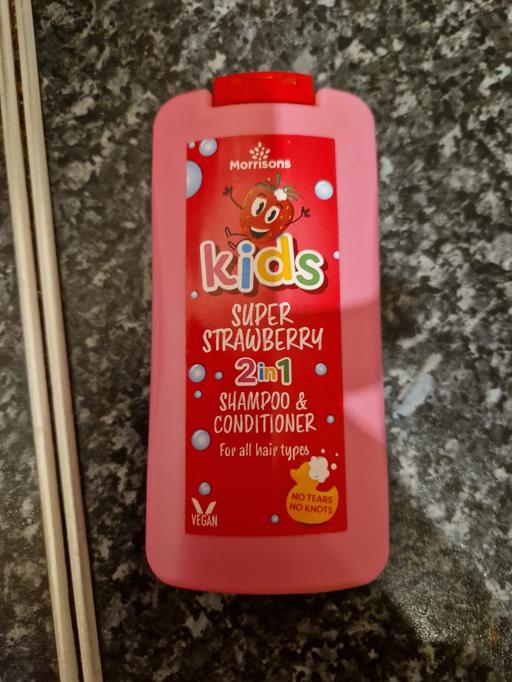 Morrisons
kids
SUPER
STRAWBERRY
2in1
SHAMPOO &
CONDITIONER
For all hair types
NO TEARS
NO KNOTS
VEGAN